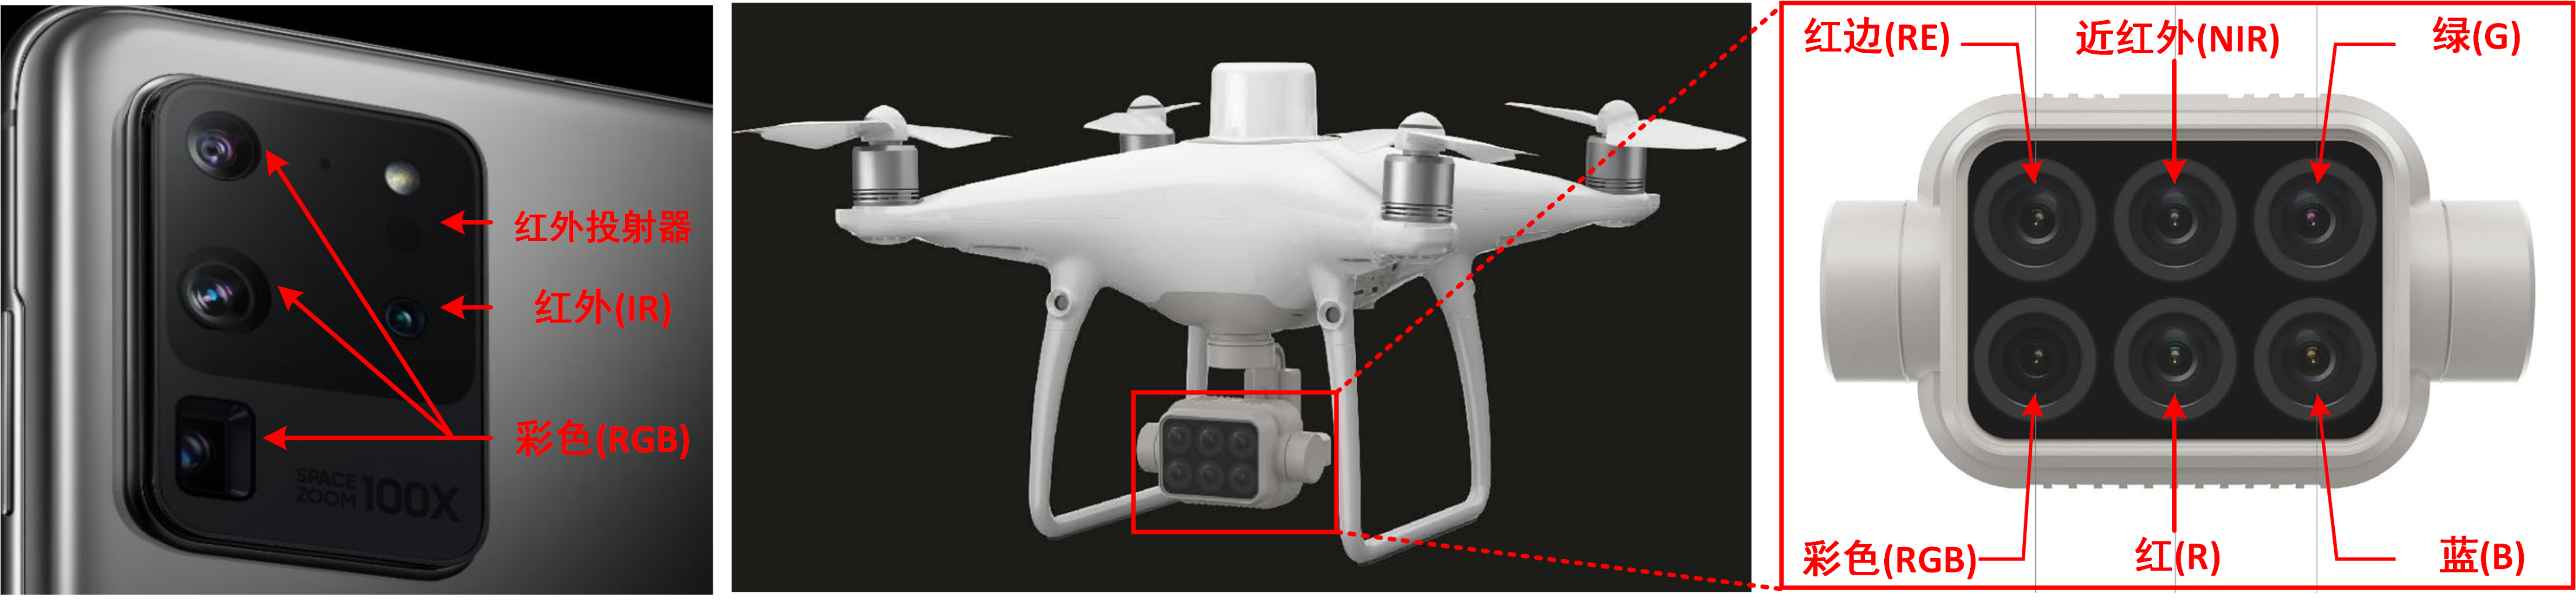 红外投射器
红外(IR)
彩色(RGB)
SPACE
ZOOM 100X
红边(RE)
近红外(NIR)
绿(G)
彩色(RGB)
红(R)
蓝(B)